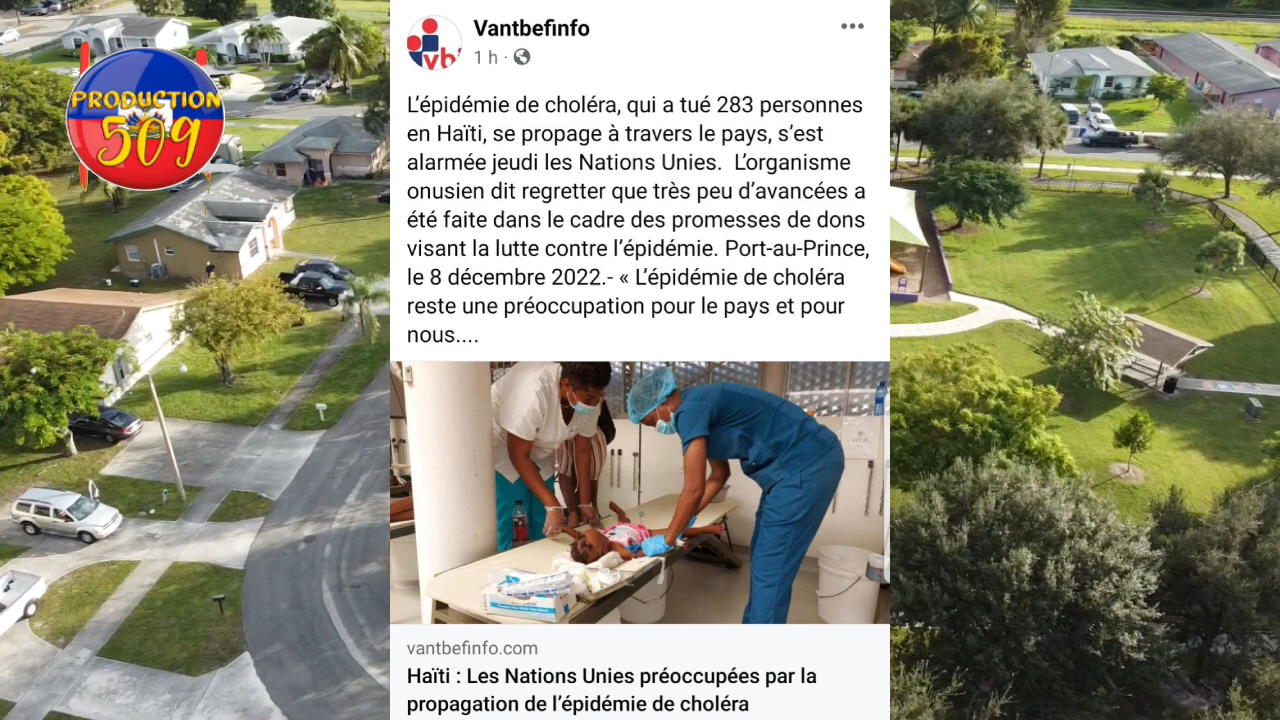 PRODUCTION
509
vb
Vantbefinfo
1 h ·
L’épidémie de choléra, qui a tué 283 personnes
en Haïti, se propage à travers le pays, s’est
alarmée jeudi les Nations Unies.  L’organisme
onusien dit regretter que très peu d’avancées a
été faite dans le cadre des promesses de dons
visant la lutte contre l’épidémie. Port-au-Prince,
le 8 décembre 2022.- « L’épidémie de choléra
reste une préoccupation pour le pays et pour
nous....
vantbefinfo.com
Haïti : Les Nations Unies préoccupées par la
propagation de l’épidémie de choléra